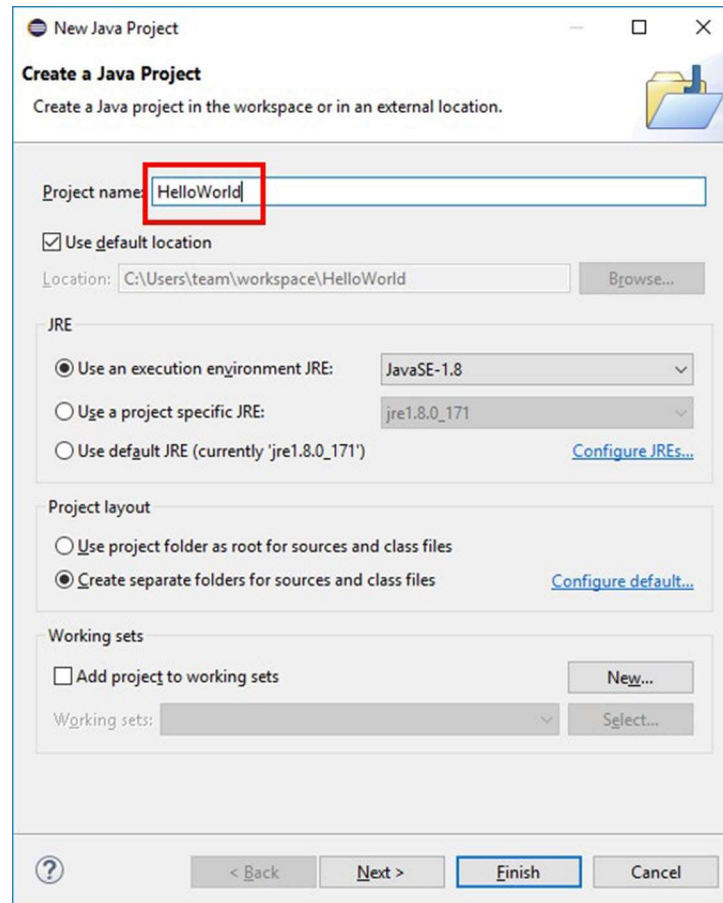 New Java Project
Create a Java Project
Create a Java project in the workspace or in an external location.
Project name: HelloWorld
Use default location
Location: C:\Users\team\workspace\HelloWorld Browse...
JRE
Use an execution environment JRE: JavaSE-1.8
Use a project specific JRE: jre1.8.0_171
Use default JRE (currently 'jre1.8.0_171') Configure JREs...
Project layout
Use project folder as root for sources and class files
Create separate folders for sources and class files Configure default...
Working sets
Add project to working sets New...
Working sets: Select...
? < Back Next > Finish Cancel